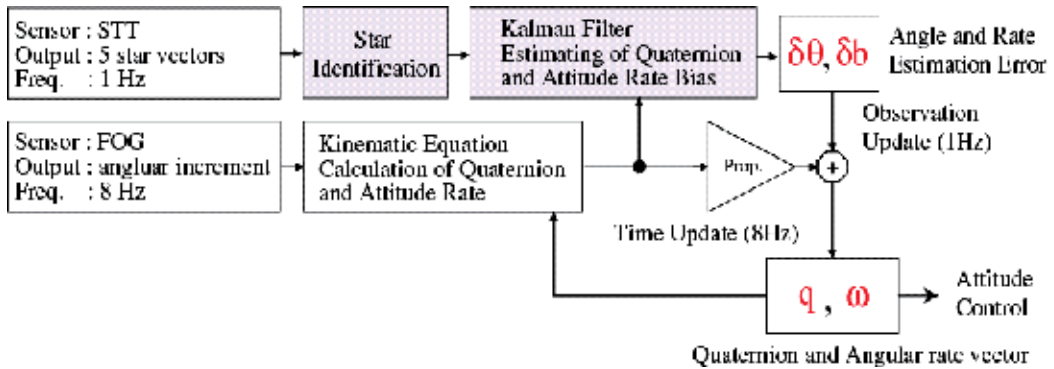 Sensor : STT
Output : 5 star vectors
Freq. : 1 Hz
Star
Identification
Kalman Filter
Estimating of Quaternion
and Attitude Rate Bias
δθ, δb
Angle and Rate
Estimation Error
Observation
Update (1Hz)
Sensor : FOG
Output : angluar increment
Freq. : 8 Hz
Kinematic Equation
Calculation of Quaternion
and Attitude Rate
Prop.
+
Time Update (8Hz)
q , ω
Attitude
Control
Quaternion and Angular rate vector